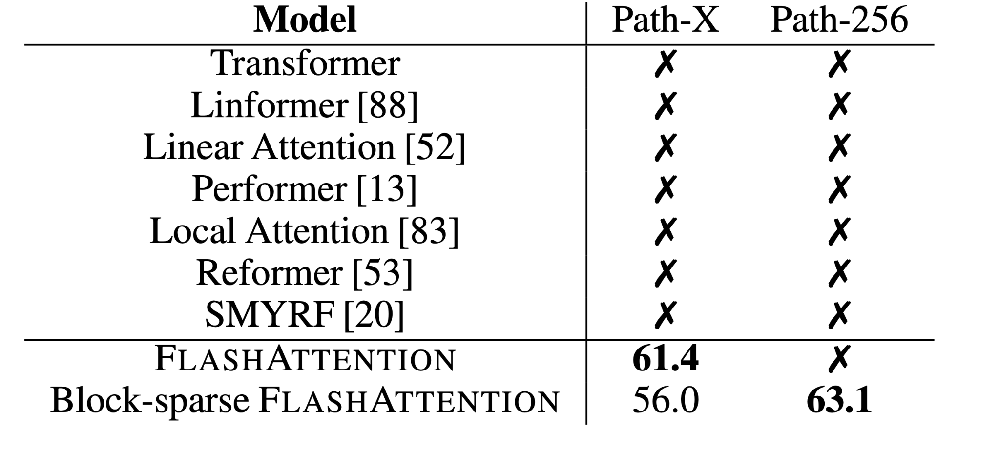 Model Path-X Path-256
Transformer ✗ ✗
Linformer [88] ✗ ✗
Linear Attention [52] ✗ ✗
Performer [13] ✗ ✗
Local Attention [83] ✗ ✗
Reformer [53] ✗ ✗
SMYRF [20] ✗ ✗
FLASHATTENTION 61.4 ✗
Block-sparse FLASHATTENTION 56.0 63.1